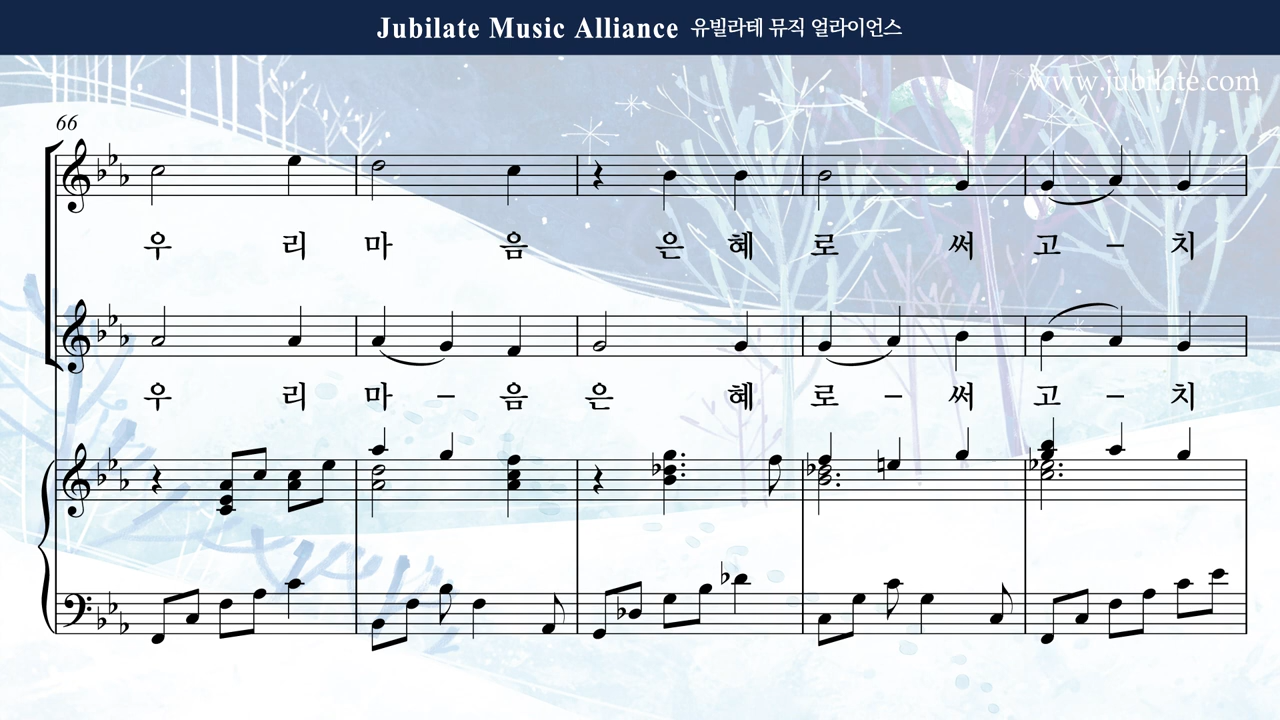 Jubilate Music Alliance 유빌라테 뮤직 얼라이언스
www.jubilate.com
66
우 리 마 음 은 혜 로 써 고 - 치
우 리 마 - 음 은 혜 로 - 써 고 - 치